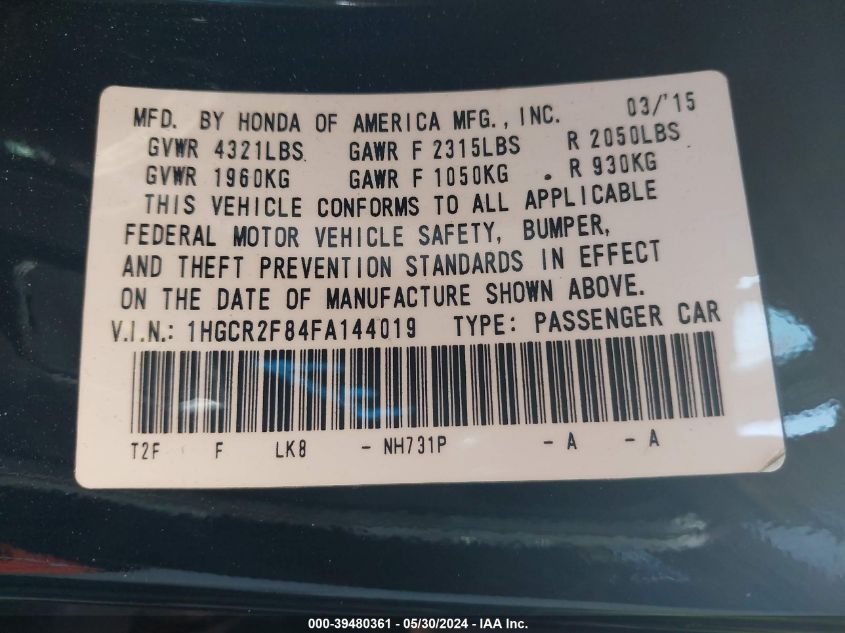 MFD. BY HONDA OF AMERICA MFG., INC. 03/'15
GVWR 4321LBS GAWR F 2315LBS R 2050LBS
GVWR 1960KG GAWR F 1050KG R 930KG
THIS VEHICLE CONFORMS TO ALL APPLICABLE
FEDERAL MOTOR VEHICLE SAFETY, BUMPER,
AND THEFT PREVENTION STANDARDS IN EFFECT
ON THE DATE OF MANUFACTURE SHOWN ABOVE.
V.I.N.: 1HGCR2F84FA144019 TYPE: PASSENGER CAR
T2F F LK8 - NH731P - A - A
000-39480361 - 05/30/2024 - IAA Inc.